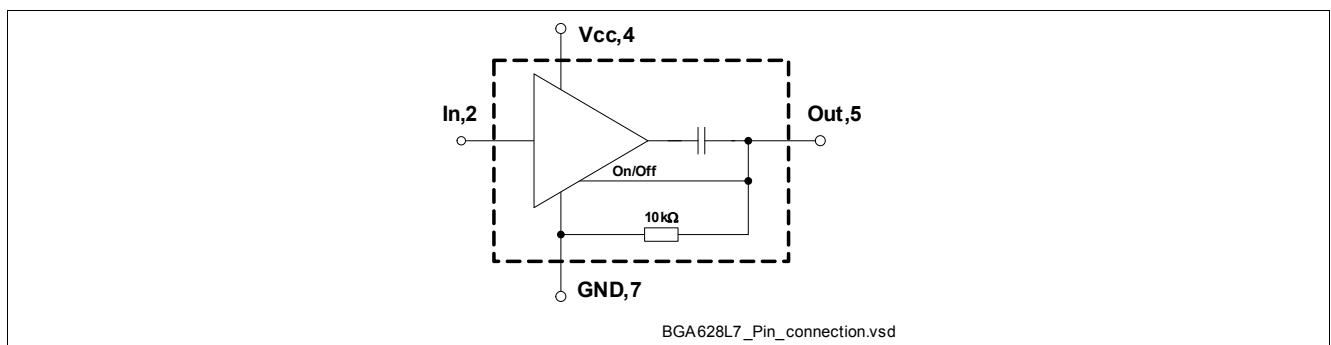 Vcc,4
In,2
Out,5
On/Off
10kΩ
GND,7
BGA628L7_Pin_connection.vsd